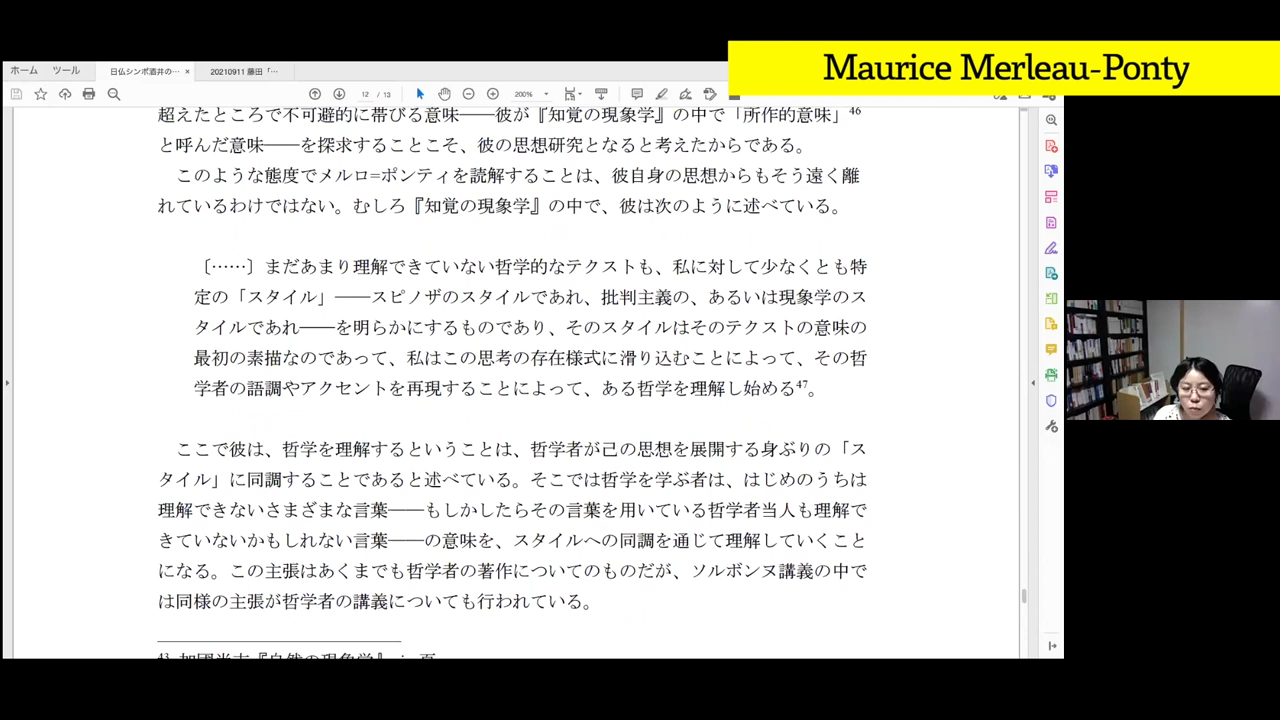 Maurice Merleau-Ponty
ホーム ツール 日仏シンポ酒井の… × 20210911 藤田「…
12 / 13 200%
超えたところで不可避的に帯びる意味――彼が『知覚の現象学』の中で「所作的意味」46
と呼んだ意味――を探求することこそ、彼の思想研究となると考えたからである。
このような態度でメルロ=ポンティを読解することは、彼自身の思想からもそう遠く離
れているわけではない。むしろ『知覚の現象学』の中で、彼は次のように述べている。
〔……〕まだあまり理解できていない哲学的なテクストも、私に対して少なくとも特
定の「スタイル」――スピノザのスタイルであれ、批判主義の、あるいは現象学のス
タイルであれ――を明らかにするものであり、そのスタイルはそのテクストの意味の
最初の素描なのであって、私はこの思考の存在様式に滑り込むことによって、その哲
学者の語調やアクセントを再現することによって、ある哲学を理解し始める47。
ここで彼は、哲学を理解するということは、哲学者が己の思想を展開する身ぶりの「ス
タイル」に同調することであると述べている。そこでは哲学を学ぶ者は、はじめのうちは
理解できないさまざまな言葉――もしかしたらその言葉を用いている哲学者当人も理解で
きていないかもしれない言葉――の意味を、スタイルへの同調を通じて理解していくこと
になる。この主張はあくまでも哲学者の著作についてのものだが、ソルボンヌ講義の中で
は同様の主張が哲学者の講義についても行われている。